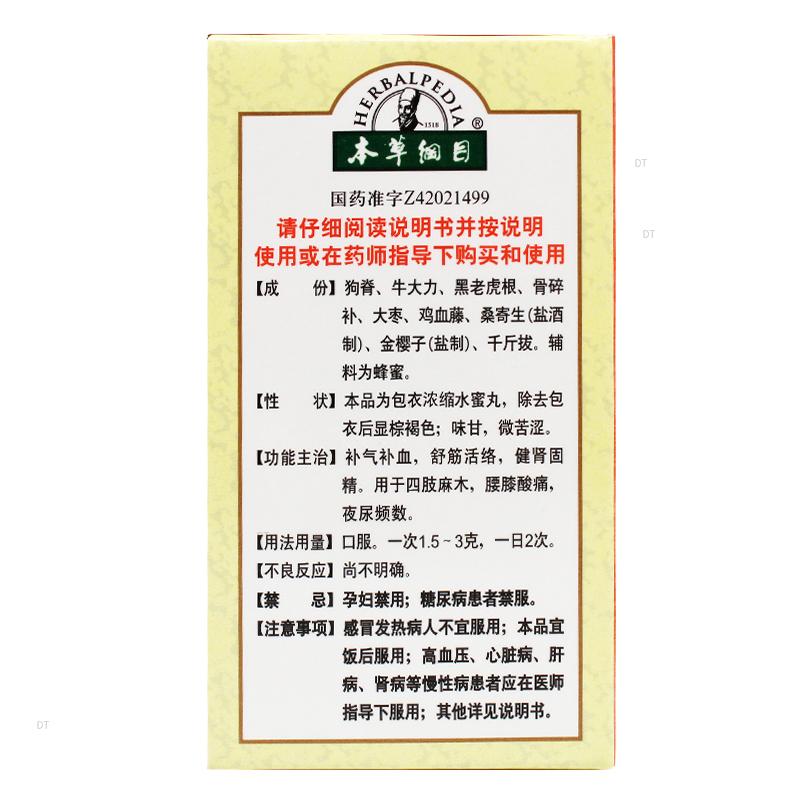 HERBALPEDIA
1518
®
本草纲目
国药准字Z42021499
请仔细阅读说明书并按说明
使用或在药师指导下购买和使用
【成 份】狗脊、牛大力、黑老虎根、骨碎
补、大枣、鸡血藤、桑寄生(盐酒
制)、金樱子(盐制)、千斤拔。辅
料为蜂蜜。
【性 状】本品为包衣浓缩水蜜丸，除去包
衣后显棕褐色；味甘，微苦涩。
【功能主治】补气补血，舒筋活络，健肾固
精。用于四肢麻木，腰膝酸痛，
夜尿频数。
【用法用量】口服。一次1.5~3克，一日2次。
【不良反应】尚不明确。
【禁 忌】孕妇禁用；糖尿病患者禁服。
【注意事项】感冒发热病人不宜服用；本品宜
饭后服用；高血压、心脏病、肝
病、肾病等慢性病患者应在医师
指导下服用；其他详见说明书。
DT
DT
DT